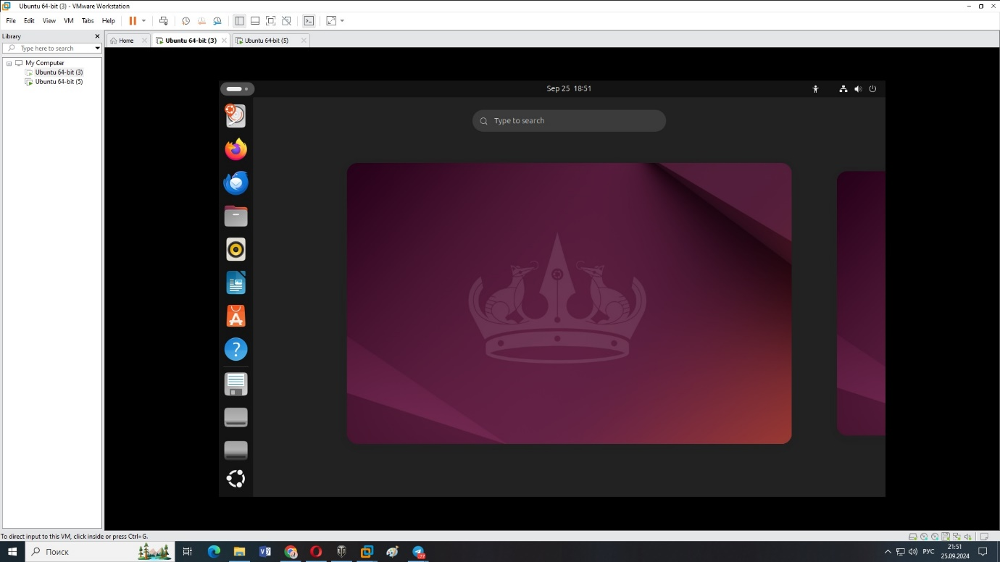 Ubuntu 64-bit (3) - VMware Workstation
File Edit View VM Tabs Help
Library
Type here to search
My Computer
Ubuntu 64-bit (3)
Ubuntu 64-bit (5)
Home
Ubuntu 64-bit (3)
Ubuntu 64-bit (5)
Sep 25 18:51
Type to search
To direct input to this VM, click inside or press Ctrl+G.
Поиск
РУС
21:51
25.09.2024